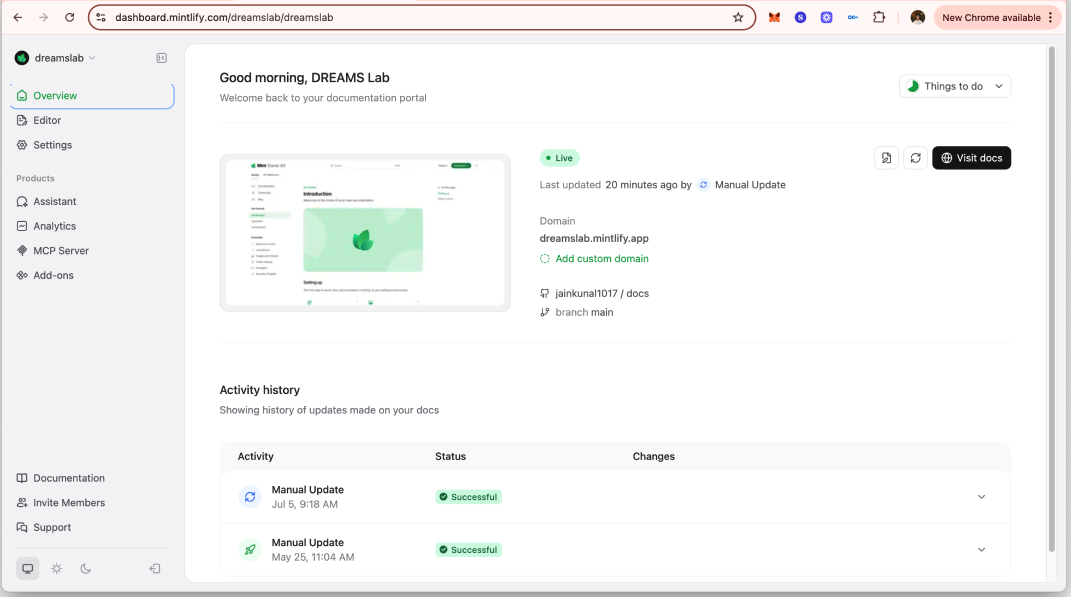 dashboard.mintlify.com/dreamslab/dreamslab
New Chrome available
dreamslab
Overview
Editor
Settings
Products
Assistant
Analytics
MCP Server
Add-ons
Documentation
Invite Members
Support
Good morning, DREAMS Lab
Welcome back to your documentation portal
Things to do
Mint Starter Kit
Introduction
Setting up
Live
Visit docs
Last updated 20 minutes ago by Manual Update
Domain
dreamslab.mintlify.app
Add custom domain
jainkunal1017 / docs
branch main
Activity history
Showing history of updates made on your docs
Activity Status Changes
Manual Update
Jul 5, 9:18 AM
Successful
Manual Update
May 25, 11:04 AM
Successful